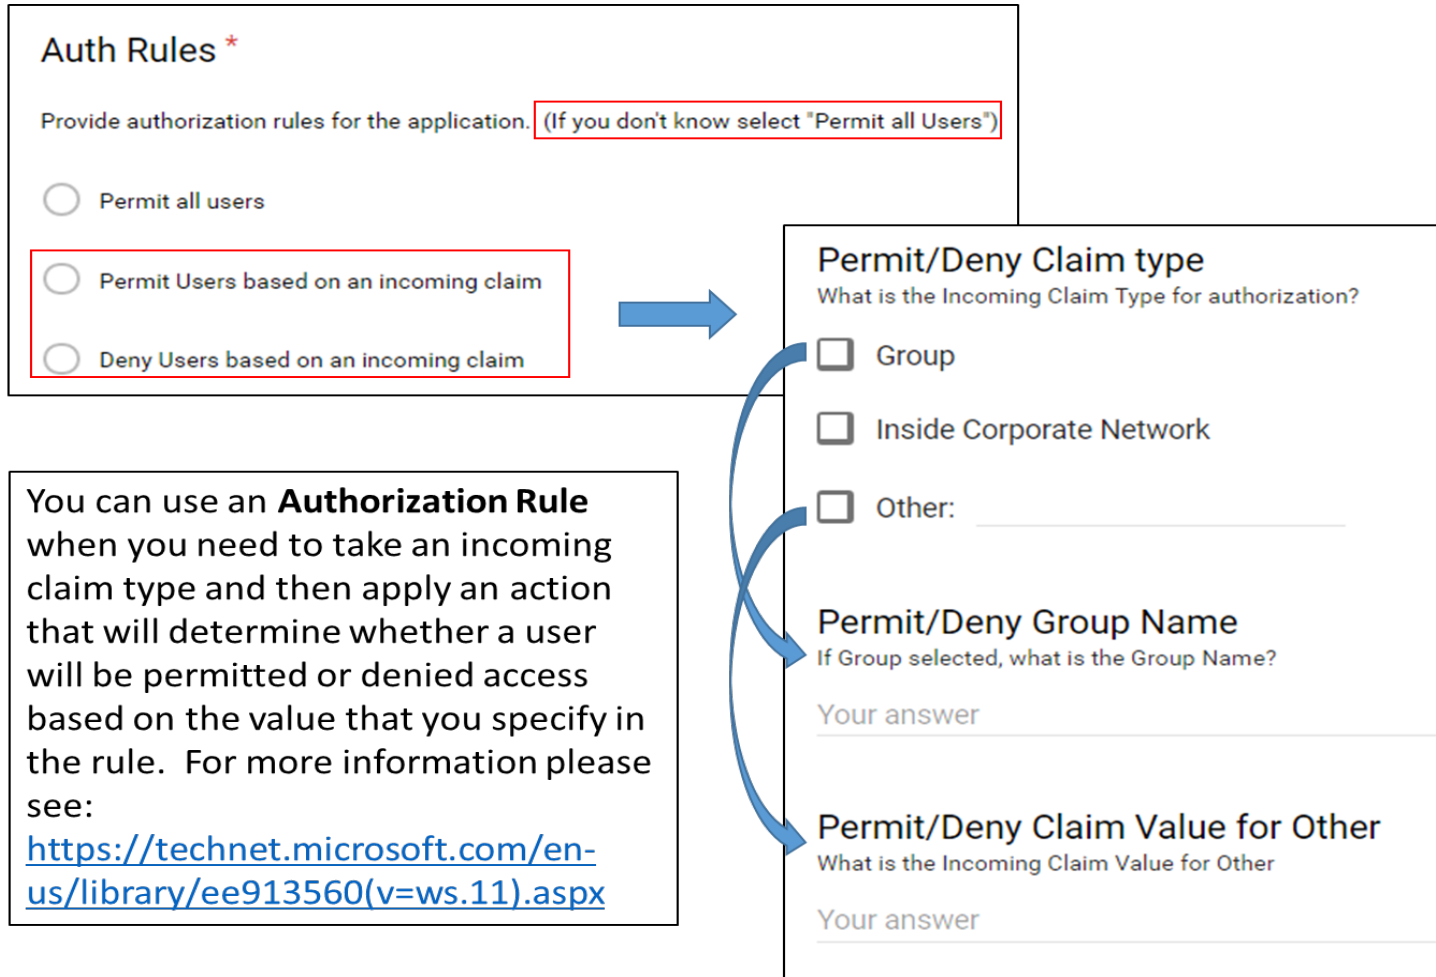 Auth Rules *
Provide authorization rules for the application. (If you don't know select "Permit all Users")
Permit all users
Permit Users based on an incoming claim
Deny Users based on an incoming claim
Permit/Deny Claim type
What is the Incoming Claim Type for authorization?
Group
Inside Corporate Network
Other:
Permit/Deny Group Name
If Group selected, what is the Group Name?
Your answer
Permit/Deny Claim Value for Other
What is the Incoming Claim Value for Other
Your answer
You can use an Authorization Rule
when you need to take an incoming
claim type and then apply an action
that will determine whether a user
will be permitted or denied access
based on the value that you specify in
the rule.  For more information please
see:
https://technet.microsoft.com/en-
us/library/ee913560(v=ws.11).aspx